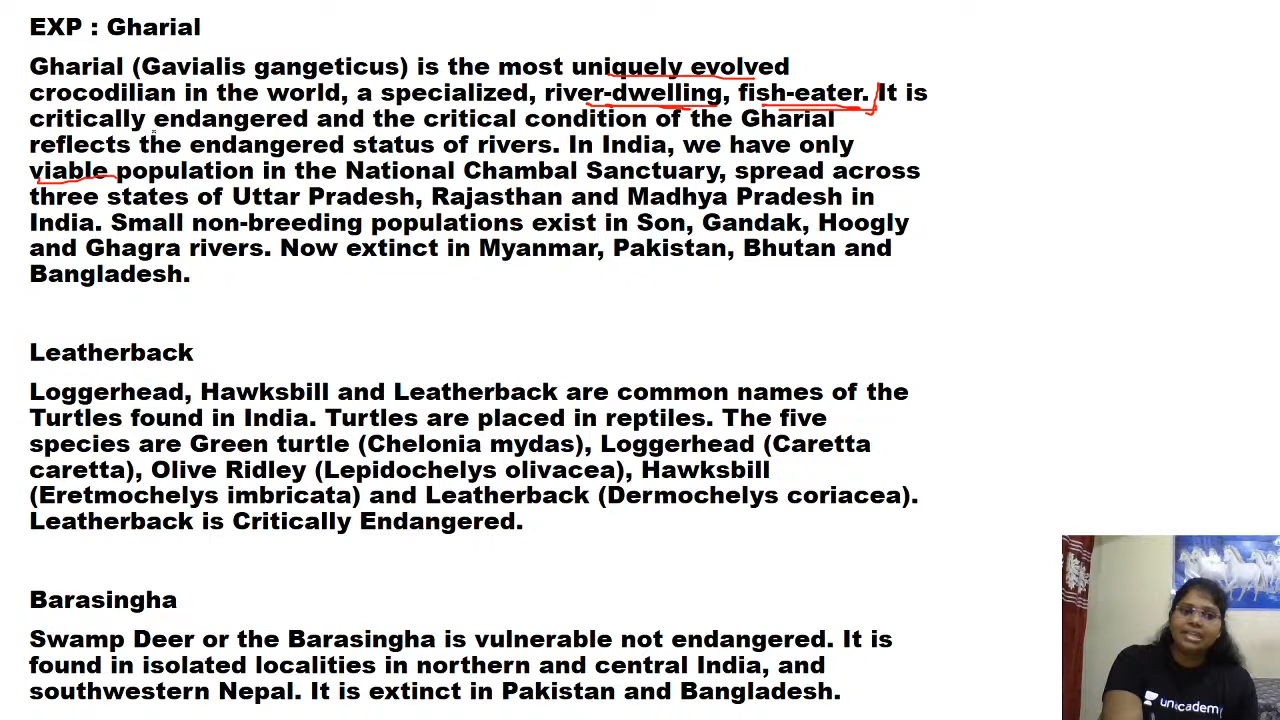 EXP : Gharial
Gharial (Gavialis gangeticus) is the most uniquely evolved
crocodilian in the world, a specialized, river-dwelling, fish-eater. It is
critically endangered and the critical condition of the Gharial
reflects the endangered status of rivers. In India, we have only
viable population in the National Chambal Sanctuary, spread across
three states of Uttar Pradesh, Rajasthan and Madhya Pradesh in
India. Small non-breeding populations exist in Son, Gandak, Hoogly
and Ghagra rivers. Now extinct in Myanmar, Pakistan, Bhutan and
Bangladesh.
Leatherback
Loggerhead, Hawksbill and Leatherback are common names of the
Turtles found in India. Turtles are placed in reptiles. The five
species are Green turtle (Chelonia mydas), Loggerhead (Caretta
caretta), Olive Ridley (Lepidochelys olivacea), Hawksbill
(Eretmochelys imbricata) and Leatherback (Dermochelys coriacea).
Leatherback is Critically Endangered.
Barasingha
Swamp Deer or the Barasingha is vulnerable not endangered. It is
found in isolated localities in northern and central India, and
southwestern Nepal. It is extinct in Pakistan and Bangladesh.
unacademy